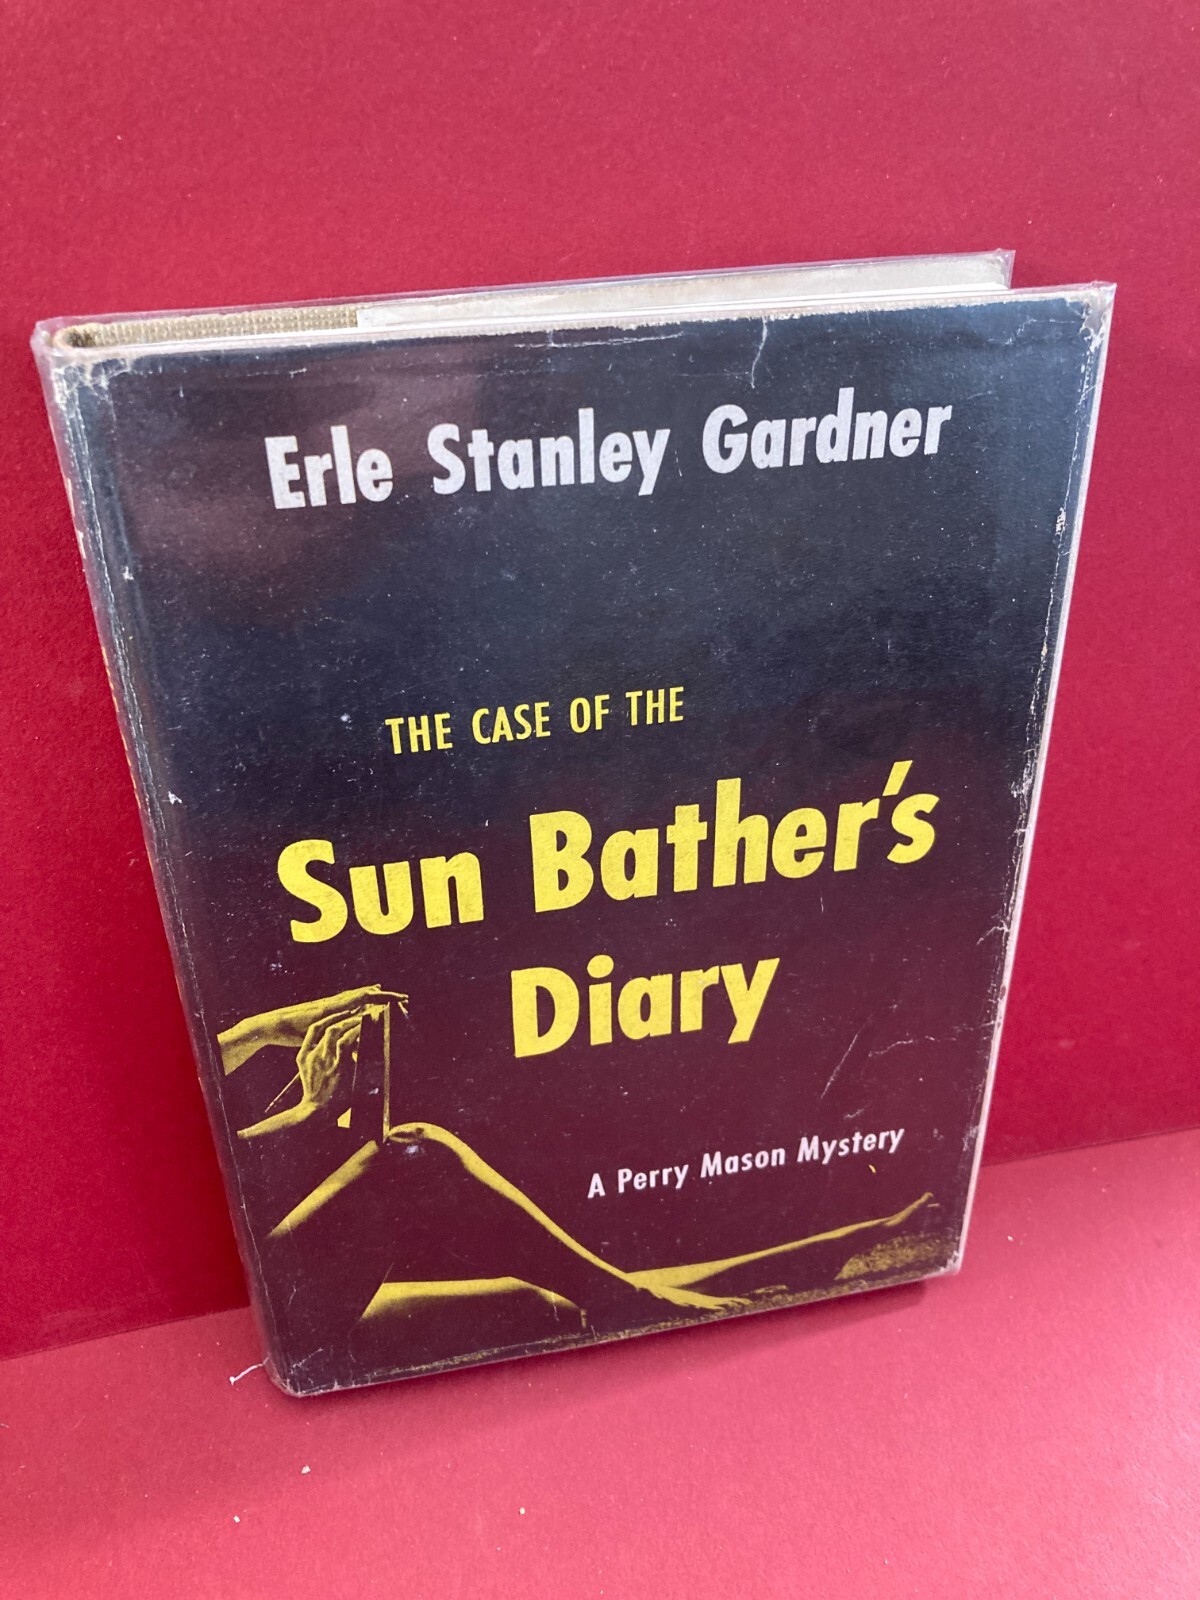 Erle Stanley Gardner
THE CASE OF THE
Sun Bather's
Diary
A Perry Mason Mystery